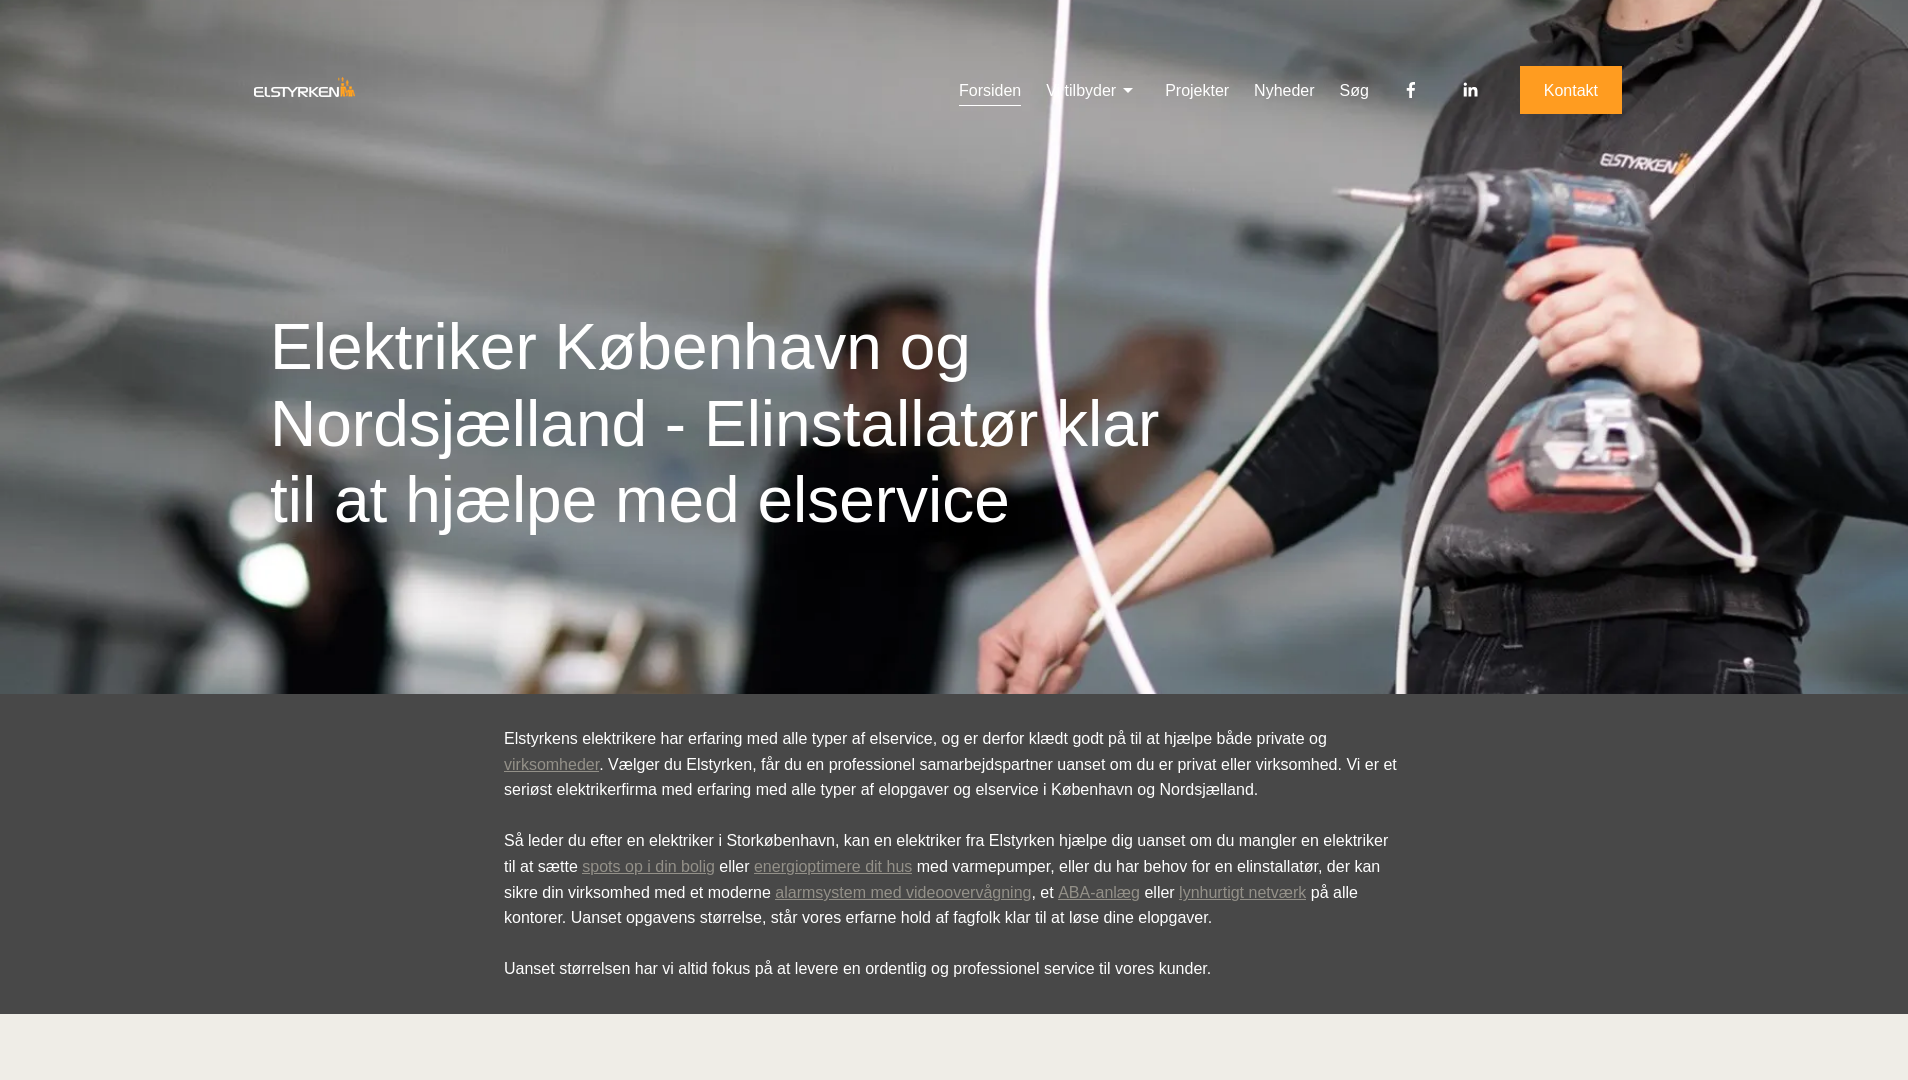 ELSTYRKEN
Forsiden
Vi tilbyder
Projekter
Nyheder
Søg
Kontakt
ELSTYRKEN
Elektriker København og
Nordsjælland - Elinstallatør klar
til at hjælpe med elservice
Elstyrkens elektrikere har erfaring med alle typer af elservice, og er derfor klædt godt på til at hjælpe både private og
virksomheder. Vælger du Elstyrken, får du en professionel samarbejdspartner uanset om du er privat eller virksomhed. Vi er et
seriøst elektrikerfirma med erfaring med alle typer af elopgaver og elservice i København og Nordsjælland.
Så leder du efter en elektriker i Storkøbenhavn, kan en elektriker fra Elstyrken hjælpe dig uanset om du mangler en elektriker
til at sætte spots op i din bolig eller energioptimere dit hus med varmepumper, eller du har behov for en elinstallatør, der kan
sikre din virksomhed med et moderne alarmsystem med videoovervågning, et ABA-anlæg eller lynhurtigt netværk på alle
kontorer. Uanset opgavens størrelse, står vores erfarne hold af fagfolk klar til at løse dine elopgaver.
Uanset størrelsen har vi altid fokus på at levere en ordentlig og professionel service til vores kunder.